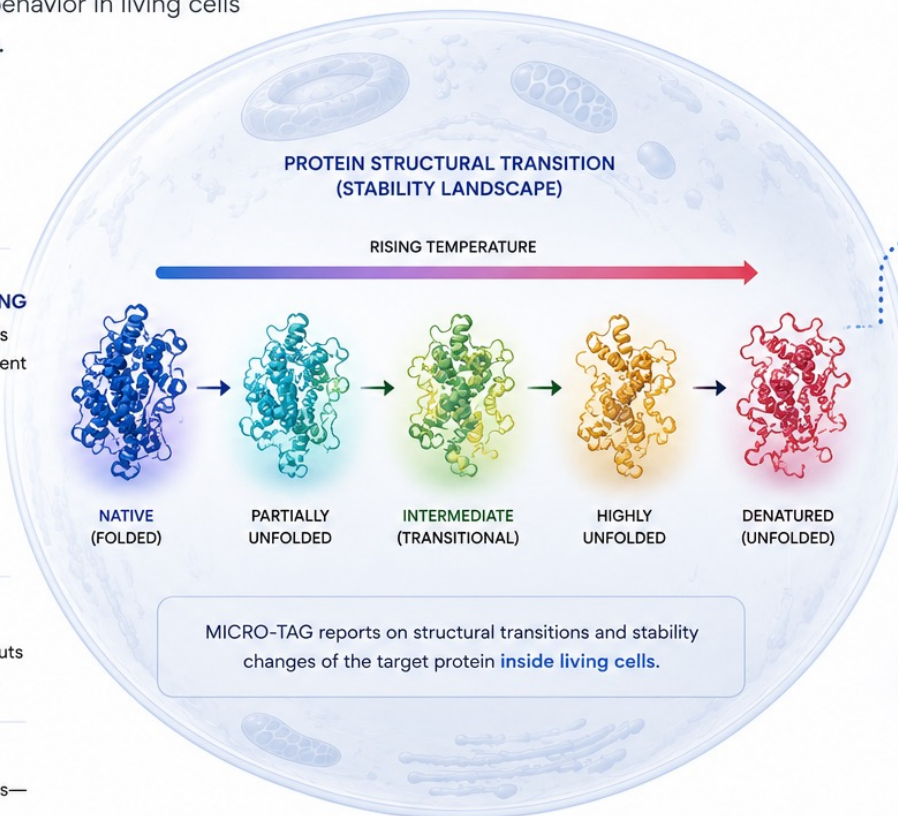 behavior in living cells
PROTEIN STRUCTURAL TRANSITION
(STABILITY LANDSCAPE)
RISING TEMPERATURE
NG
s
ent
NATIVE
(FOLDED)
PARTIALLY
UNFOLDED
INTERMEDIATE
(TRANSITIONAL)
HIGHLY
UNFOLDED
DENATURED
(UNFOLDED)
MICRO-TAG reports on structural transitions and stability
changes of the target protein inside living cells.
uts
s—